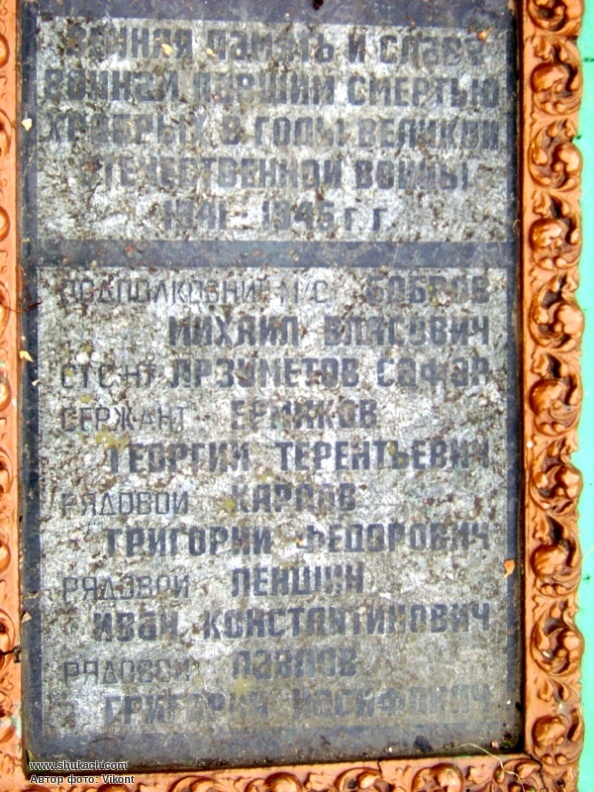 Вечная память и слава
воинам павшим смертью
храбрых в годы Великой
Отечественной войны
1941-1945 г.г.
ПОДПОЛКОВНИК М/С БОБРОВ
МИХАИЛ ВЛАСОВИЧ
СТ С-НТ АРЗУМЕТОВ САФАР
СЕРЖАНТ ЕРМАКОВ
ГЕОРГИЙ ТЕРЕНТЬЕВИЧ
РЯДОВОЙ КАРПОВ
ГРИГОРИЙ ФЕДОРОВИЧ
РЯДОВОЙ
ИВАН КОНСТАНТИНОВИЧ
РЯДОВОЙ ПАВЛОВ
ГРИГОРИЙ ИОСИФОВИЧ
www.shukach.com
Автор фото: Vikont